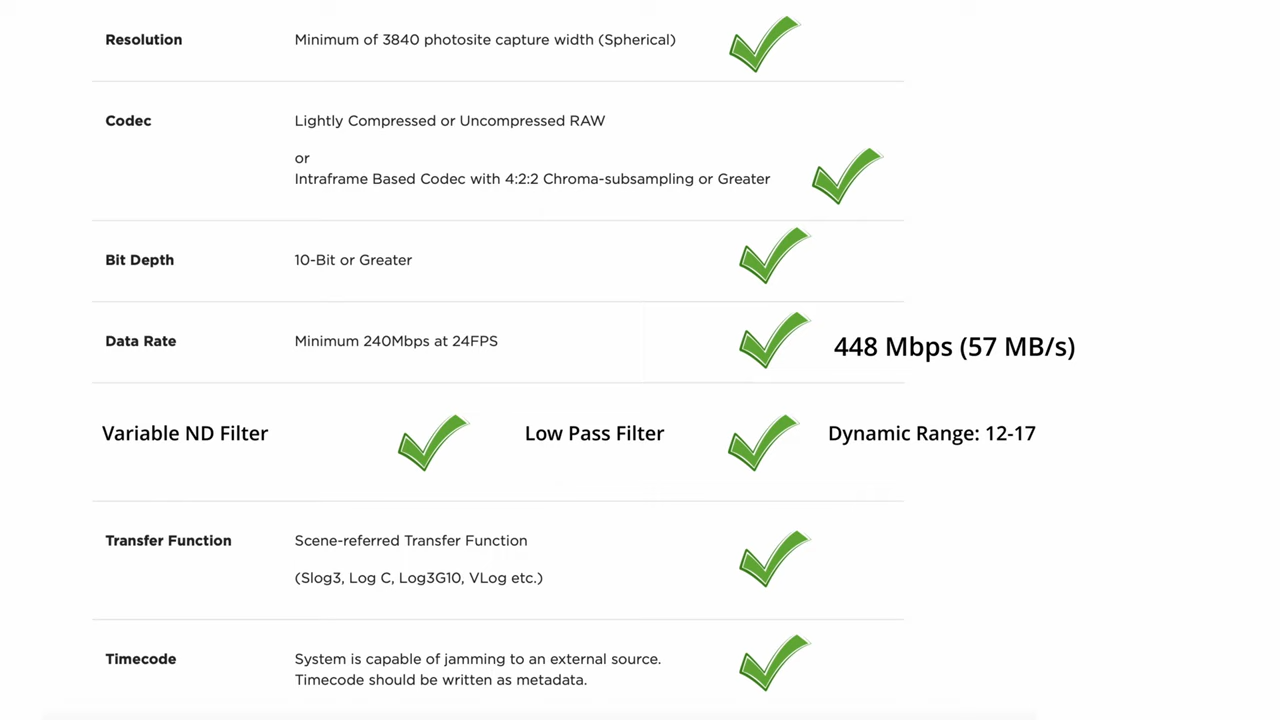 Resolution Minimum of 3840 photosite capture width (Spherical)
Codec Lightly Compressed or Uncompressed RAW
or
Intraframe Based Codec with 4:2:2 Chroma-subsampling or Greater
Bit Depth 10-Bit or Greater
Data Rate Minimum 240Mbps at 24FPS 448 Mbps (57 MB/s)
Variable ND Filter Low Pass Filter Dynamic Range: 12-17
Transfer Function Scene-referred Transfer Function
(Slog3, Log C, Log3G10, VLog etc.)
Timecode System is capable of jamming to an external source.
Timecode should be written as metadata.